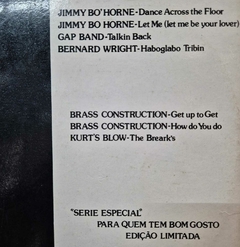 JIMMY BO'HORNE-Dance Across the Floor
JIMMY BO'HORNE-Let Me (let me be your lover)
GAP BAND-Talkin Back
BERNARD WRIGHT-Haboglabo Tribin
BRASS CONSTRUCTION-Get up to Get
BRASS CONSTRUCTION-How do You do
KURT'S BLOW-The Breark's
"SERIE ESPECIAL"
PARA QUEM TEM BOM GOSTO
EDIÇÃO LIMITADA